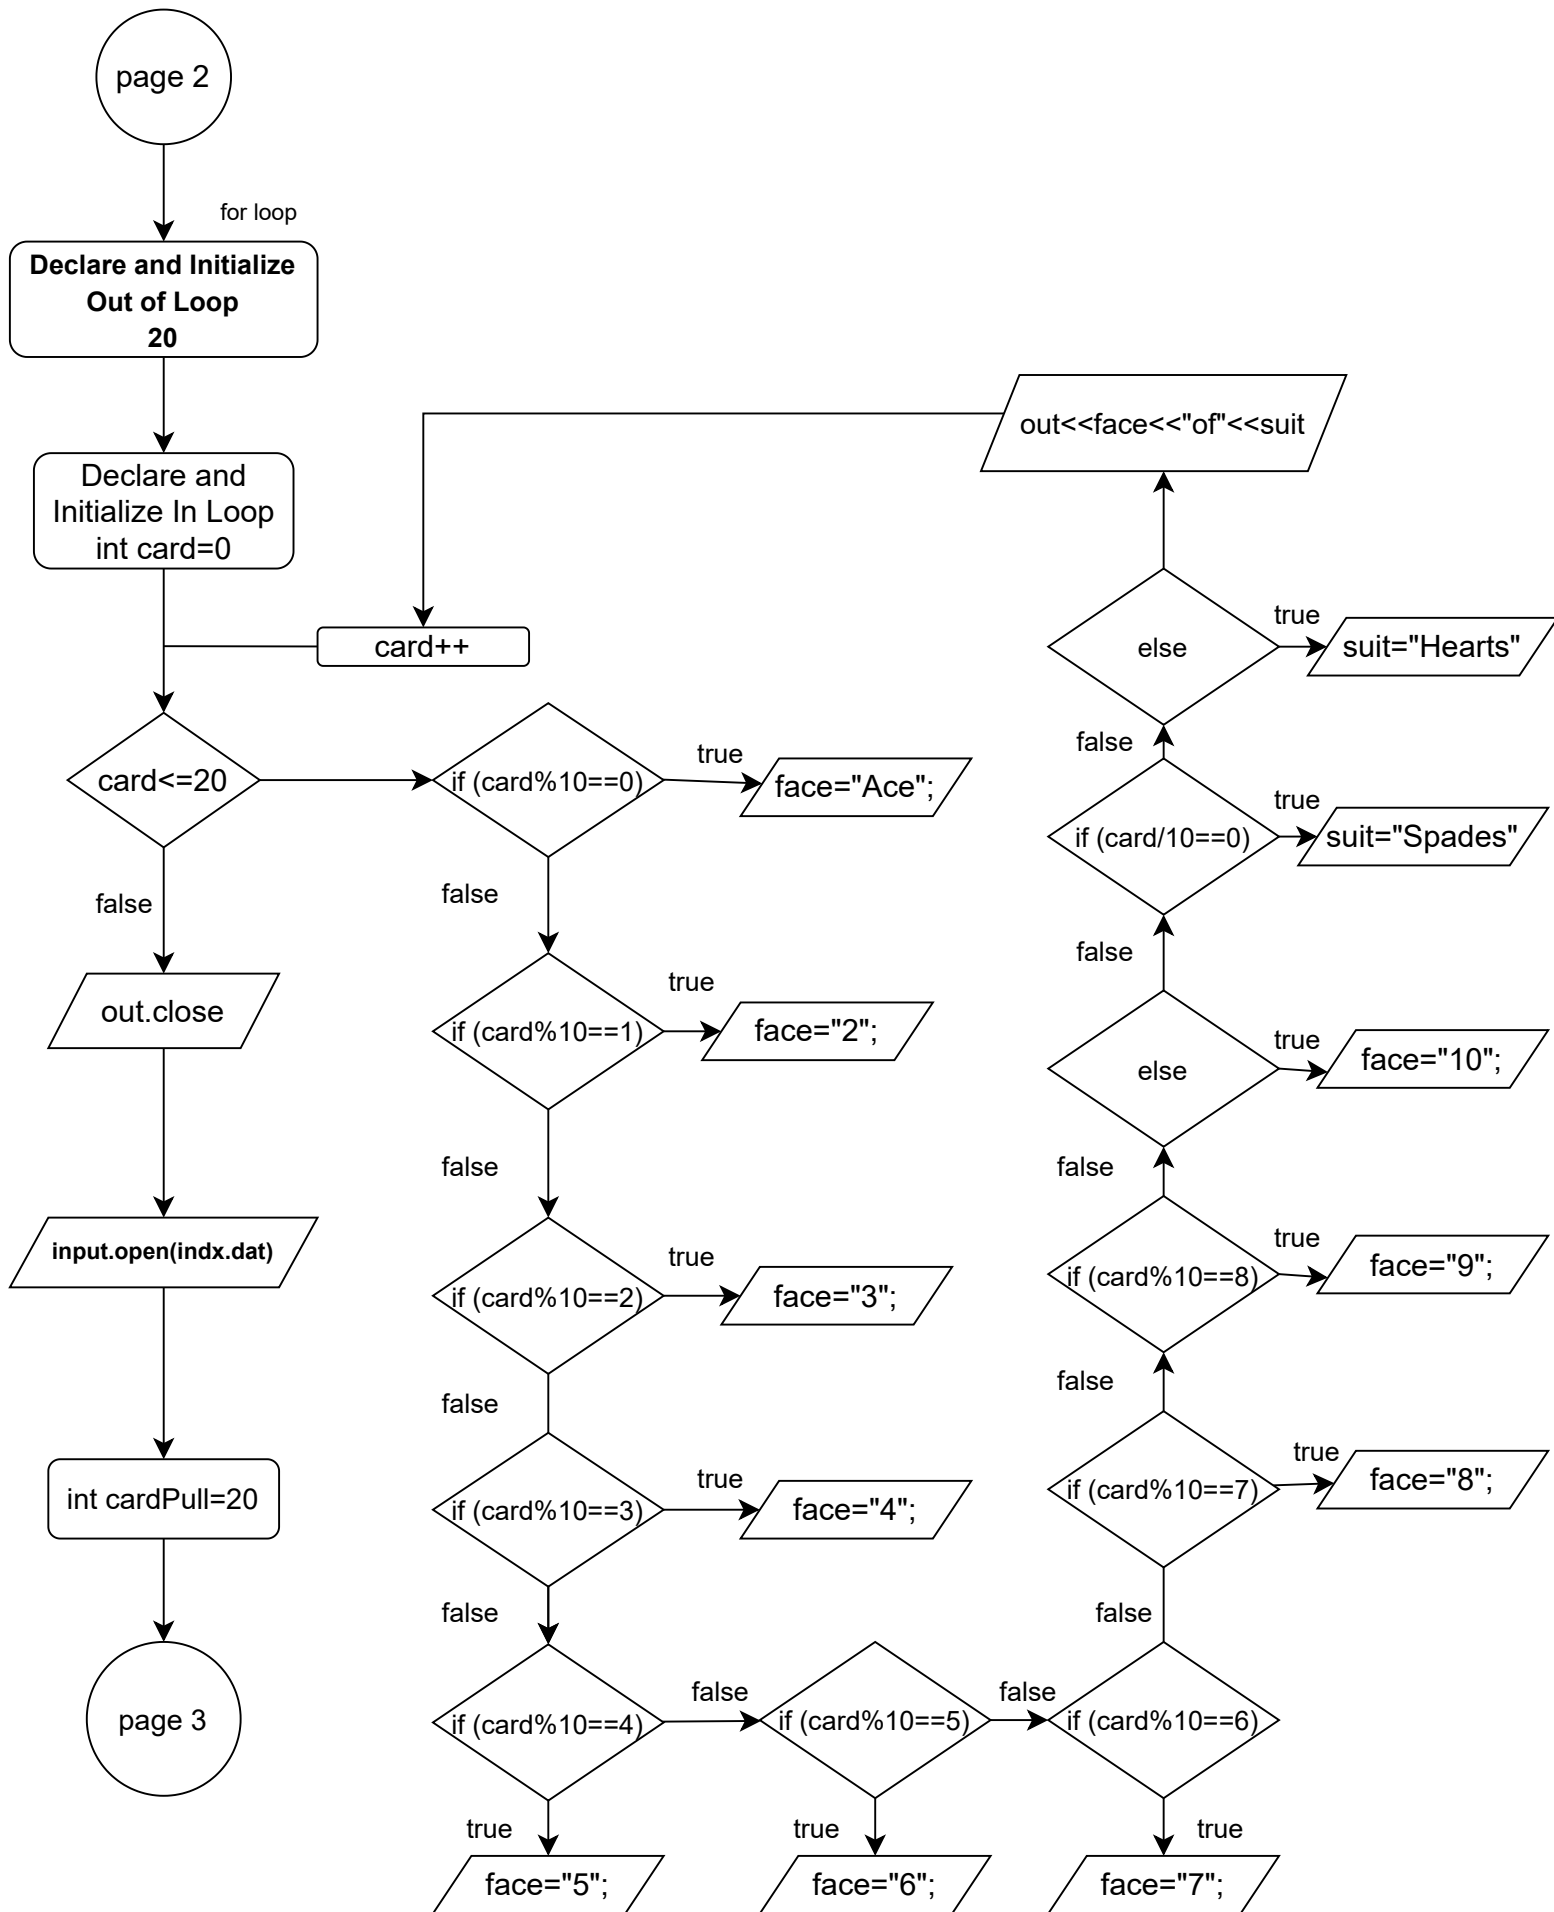 page 2
for loop
Declare and Initialize
Out of Loop
20
Declare and
Initialize In Loop
int card=0
card++
card<=20
false
out.close
input.open(indx.dat)
int cardPull=20
page 3
if (card%10==0)
true
face="Ace";
false
if (card%10==1)
true
face="2";
false
if (card%10==2)
true
face="3";
false
if (card%10==3)
true
face="4";
false
if (card%10==4)
true
face="5";
false
if (card%10==5)
true
face="6";
false
if (card%10==6)
true
face="7";
false
if (card%10==7)
true
face="8";
false
if (card%10==8)
true
face="9";
false
else
true
face="10";
false
if (card/10==0)
true
suit="Spades"
false
else
true
suit="Hearts"
out<<face<<"of"<<suit